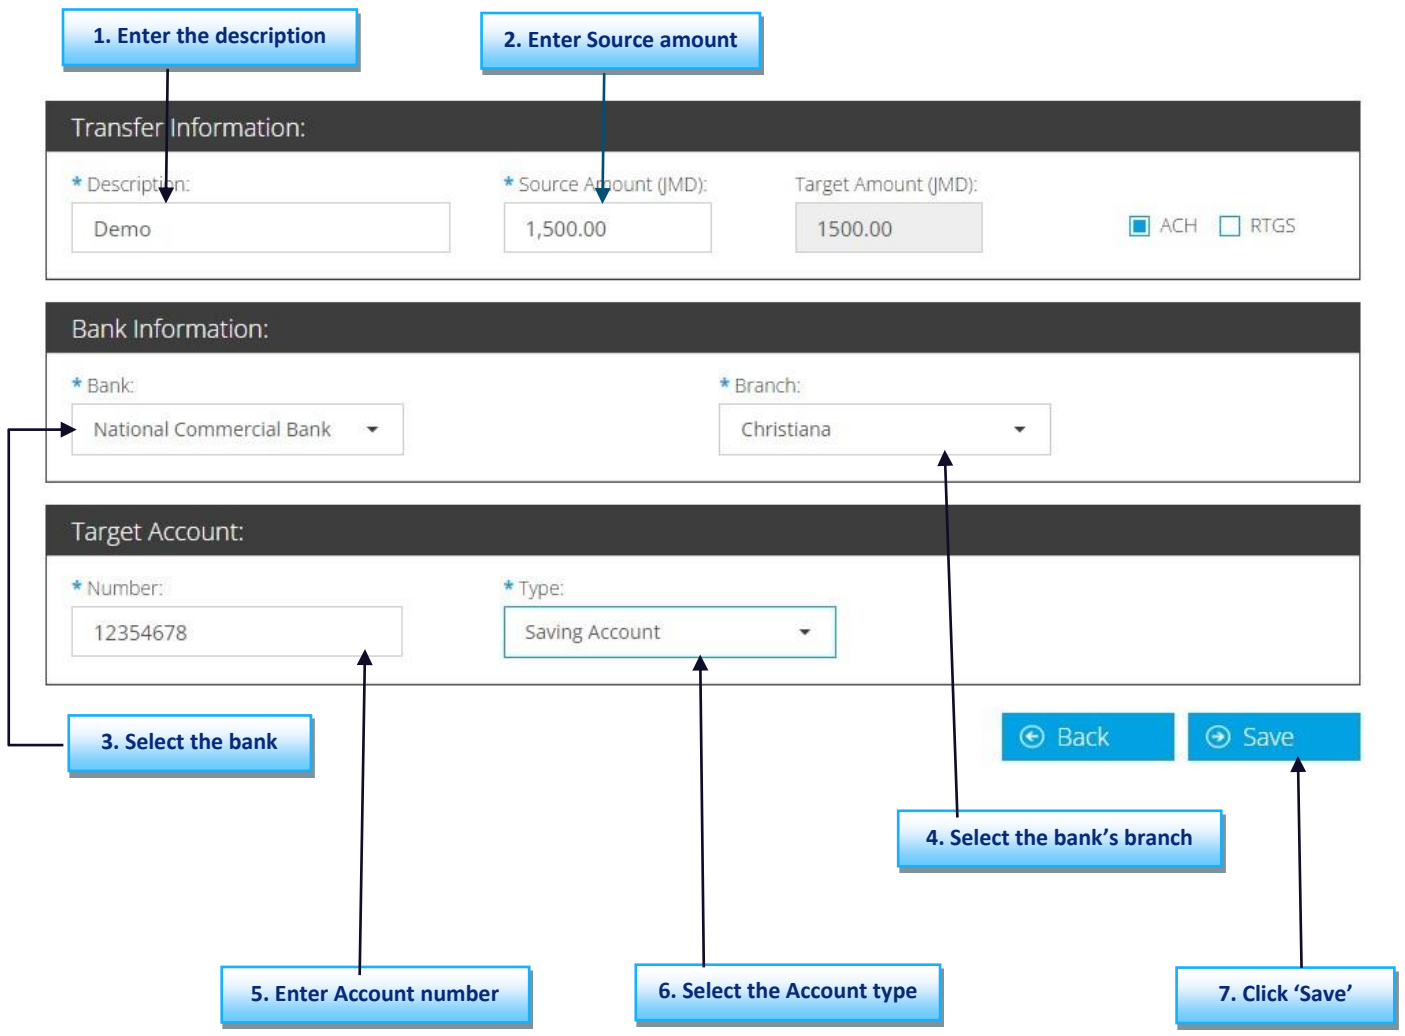 1. Enter the description
2. Enter Source amount
Transfer Information:
* Description:
* Source Amount (JMD):
Target Amount (JMD):
Demo
1,500.00
1500.00
ACH
RTGS
Bank Information:
* Bank:
* Branch:
National Commercial Bank
Christiana
Target Account:
* Number:
* Type:
12354678
Saving Account
3. Select the bank
Back
Save
4. Select the bank’s branch
5. Enter Account number
6. Select the Account type
7. Click ‘Save’